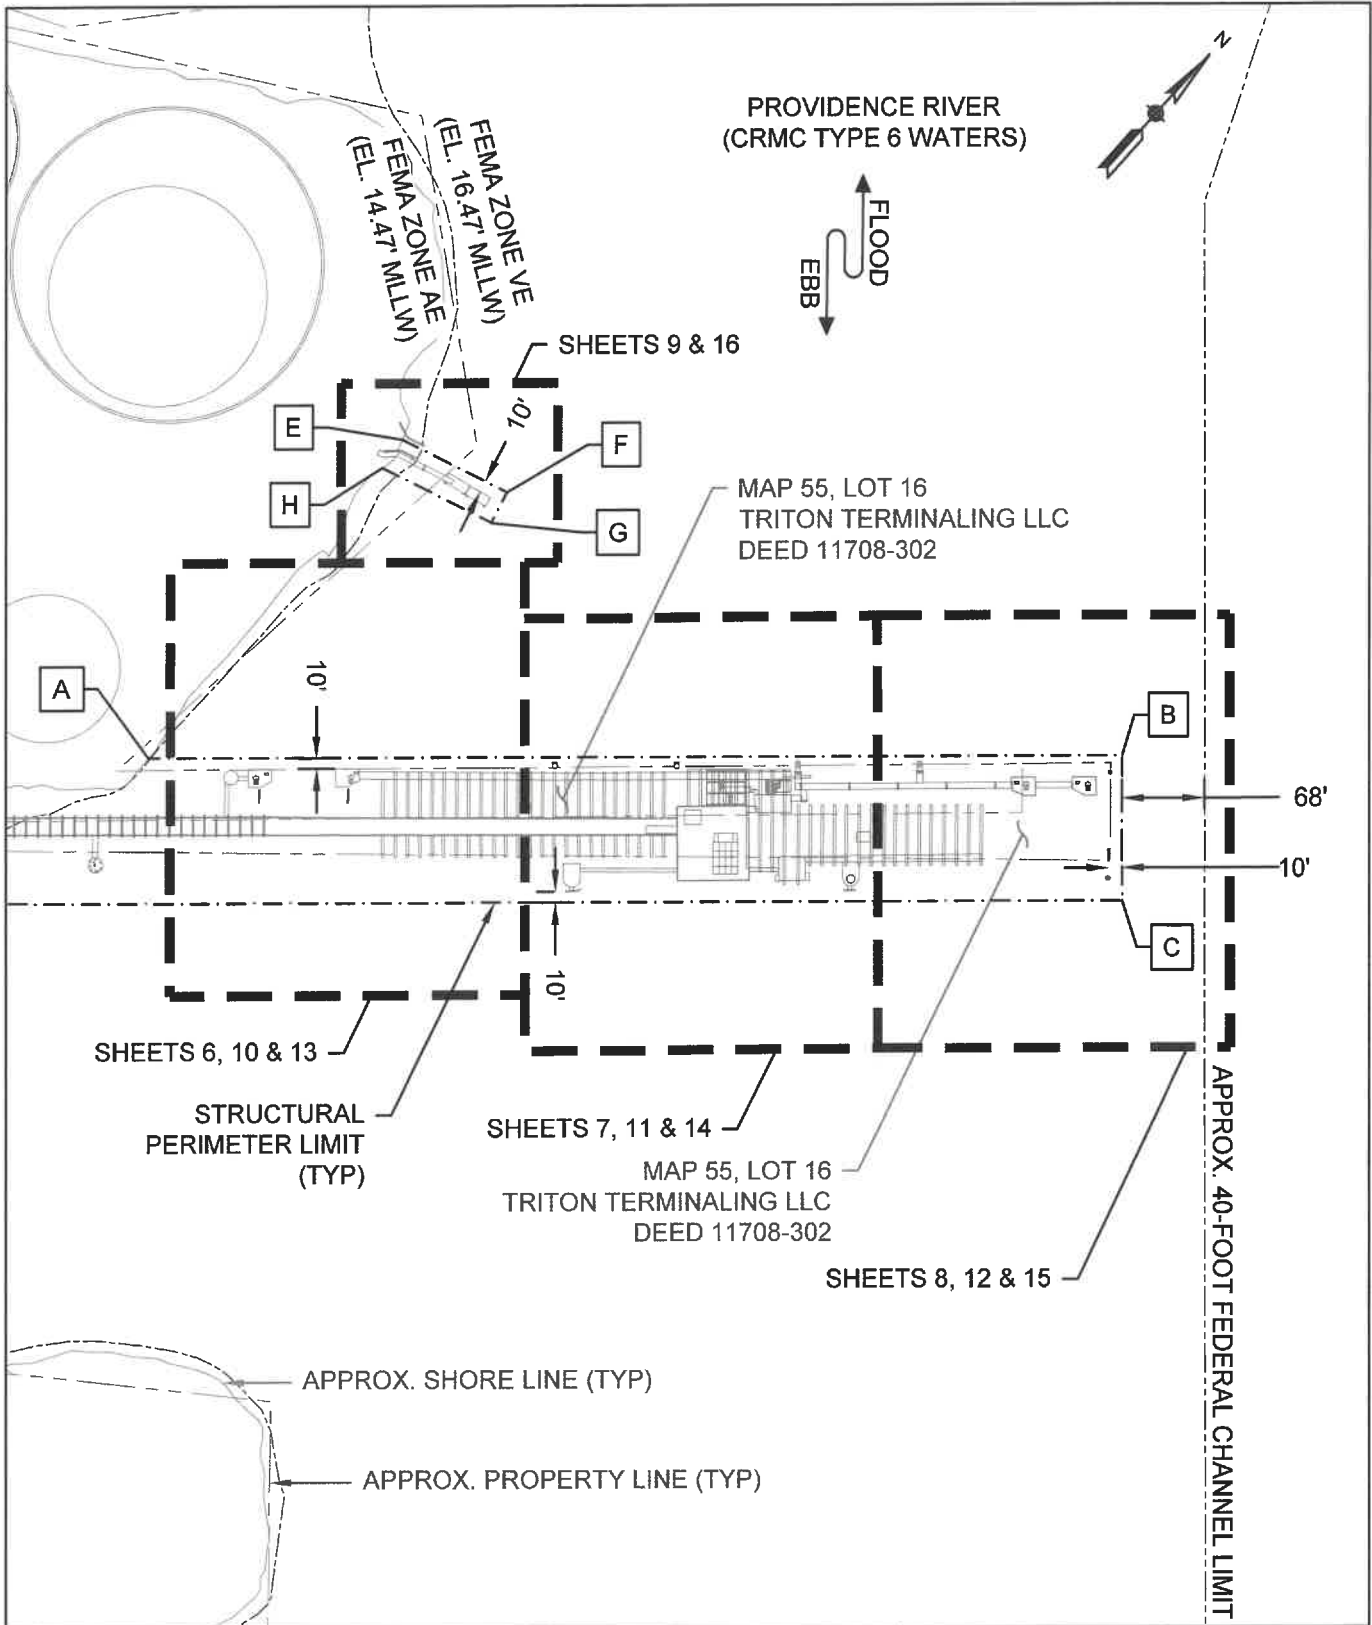 N
PROVIDENCE RIVER
(CRMC TYPE 6 WATERS)
FLOOD
EBB
FEMA ZONE VE
(EL. 16.47' MLLW)
FEMA ZONE AE
(EL. 14.47' MLLW)
SHEETS 9 & 16
10'
E
F
H
G
MAP 55, LOT 16
TRITON TERMINALING LLC
DEED 11708-302
A
10'
B
68'
10'
C
10'
SHEETS 6, 10 & 13
STRUCTURAL
PERIMETER LIMIT
(TYP)
SHEETS 7, 11 & 14
MAP 55, LOT 16
TRITON TERMINALING LLC
DEED 11708-302
SHEETS 8, 12 & 15
APPROX. 40-FOOT FEDERAL CHANNEL LIMIT
APPROX. SHORE LINE (TYP)
APPROX. PROPERTY LINE (TYP)